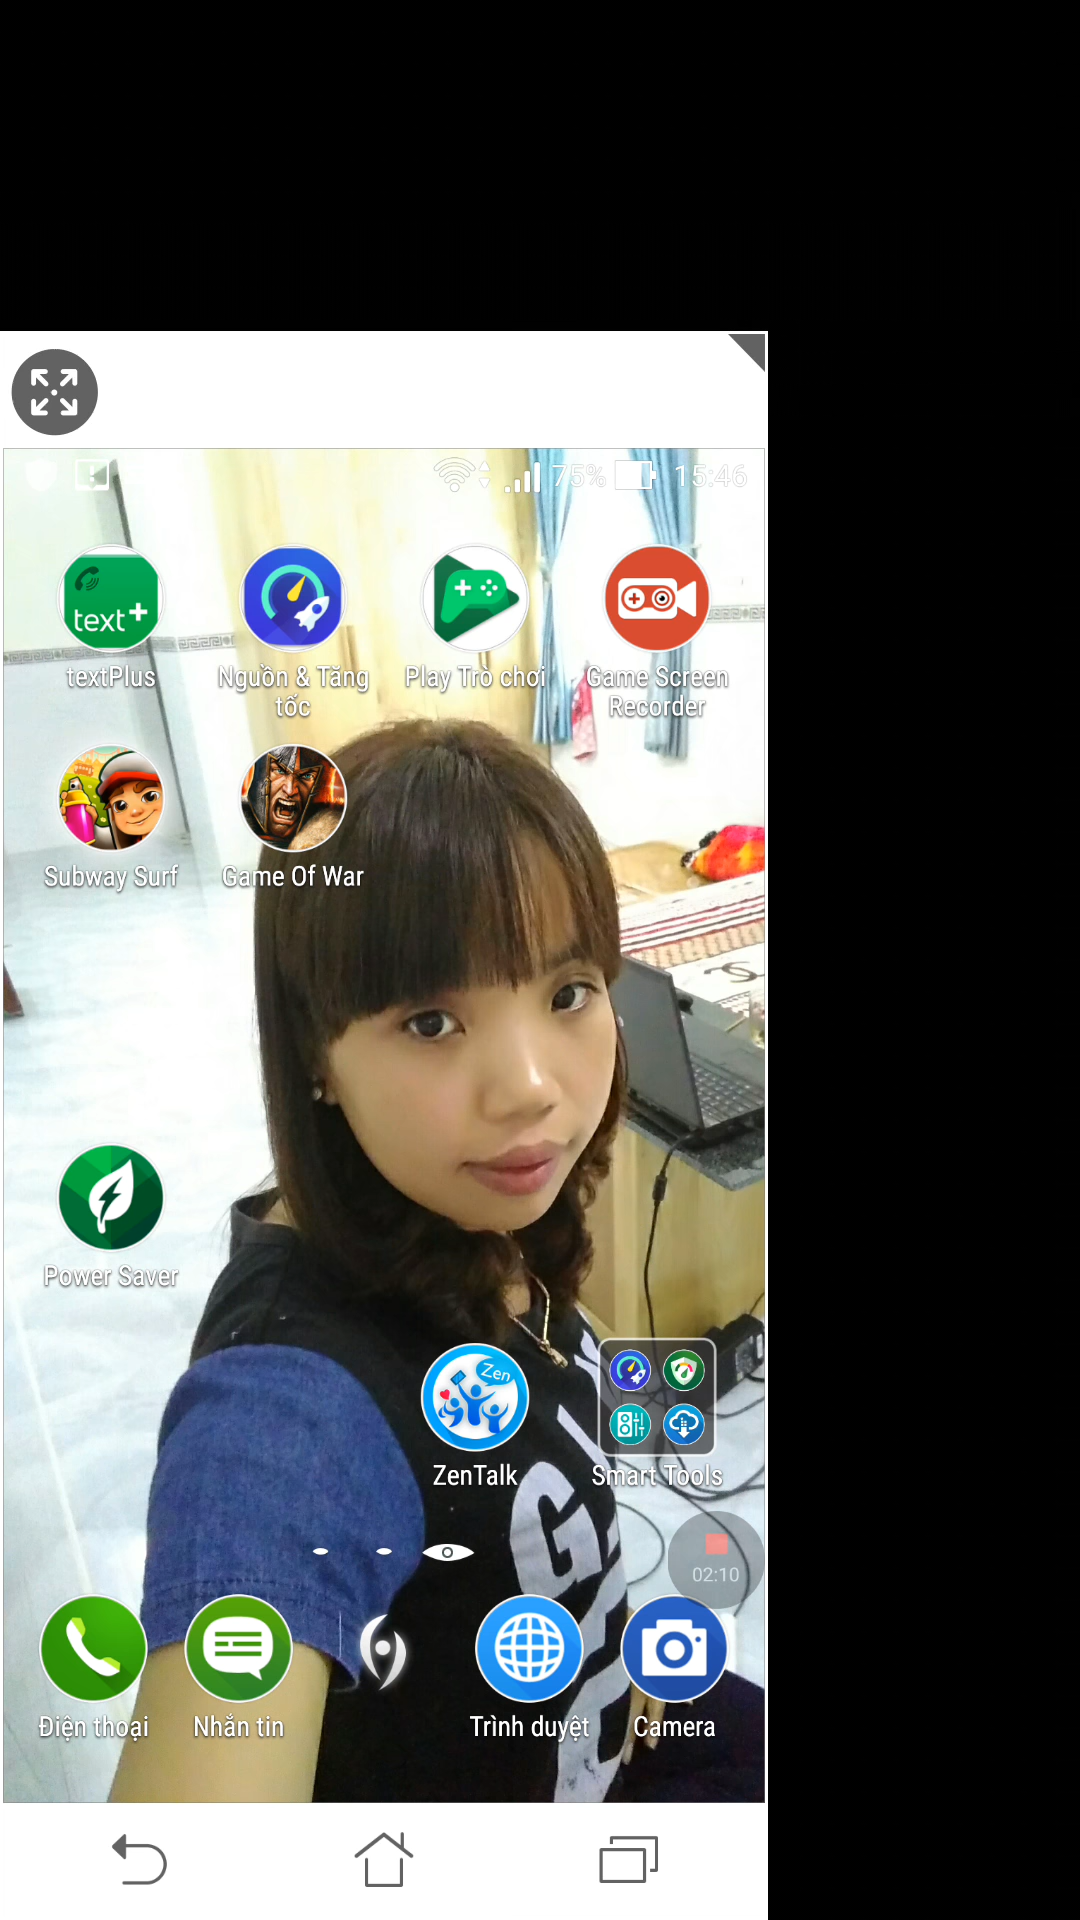 75% 15:46
text+
textPlus
Nguồn & Tăng tốc
Play Trò chơi
Game Screen Recorder
Subway Surf
Game Of War
Power Saver
Zen
ZenTalk
Smart Tools
G
02:10
Điện thoại
Nhắn tin
Trình duyệt
Camera